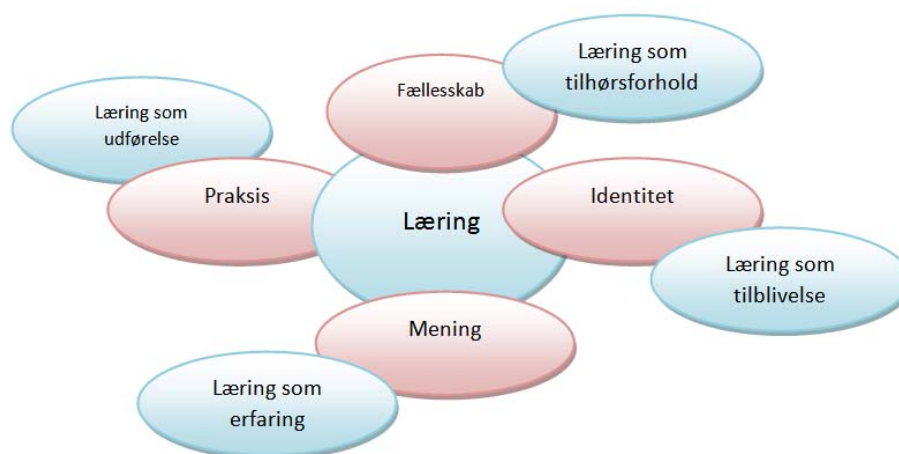 Læring som
tilhørsforhold
Fællesskab
Læring som
udførelse
Praksis
Læring
Identitet
Læring som
tilblivelse
Mening
Læring som
erfaring